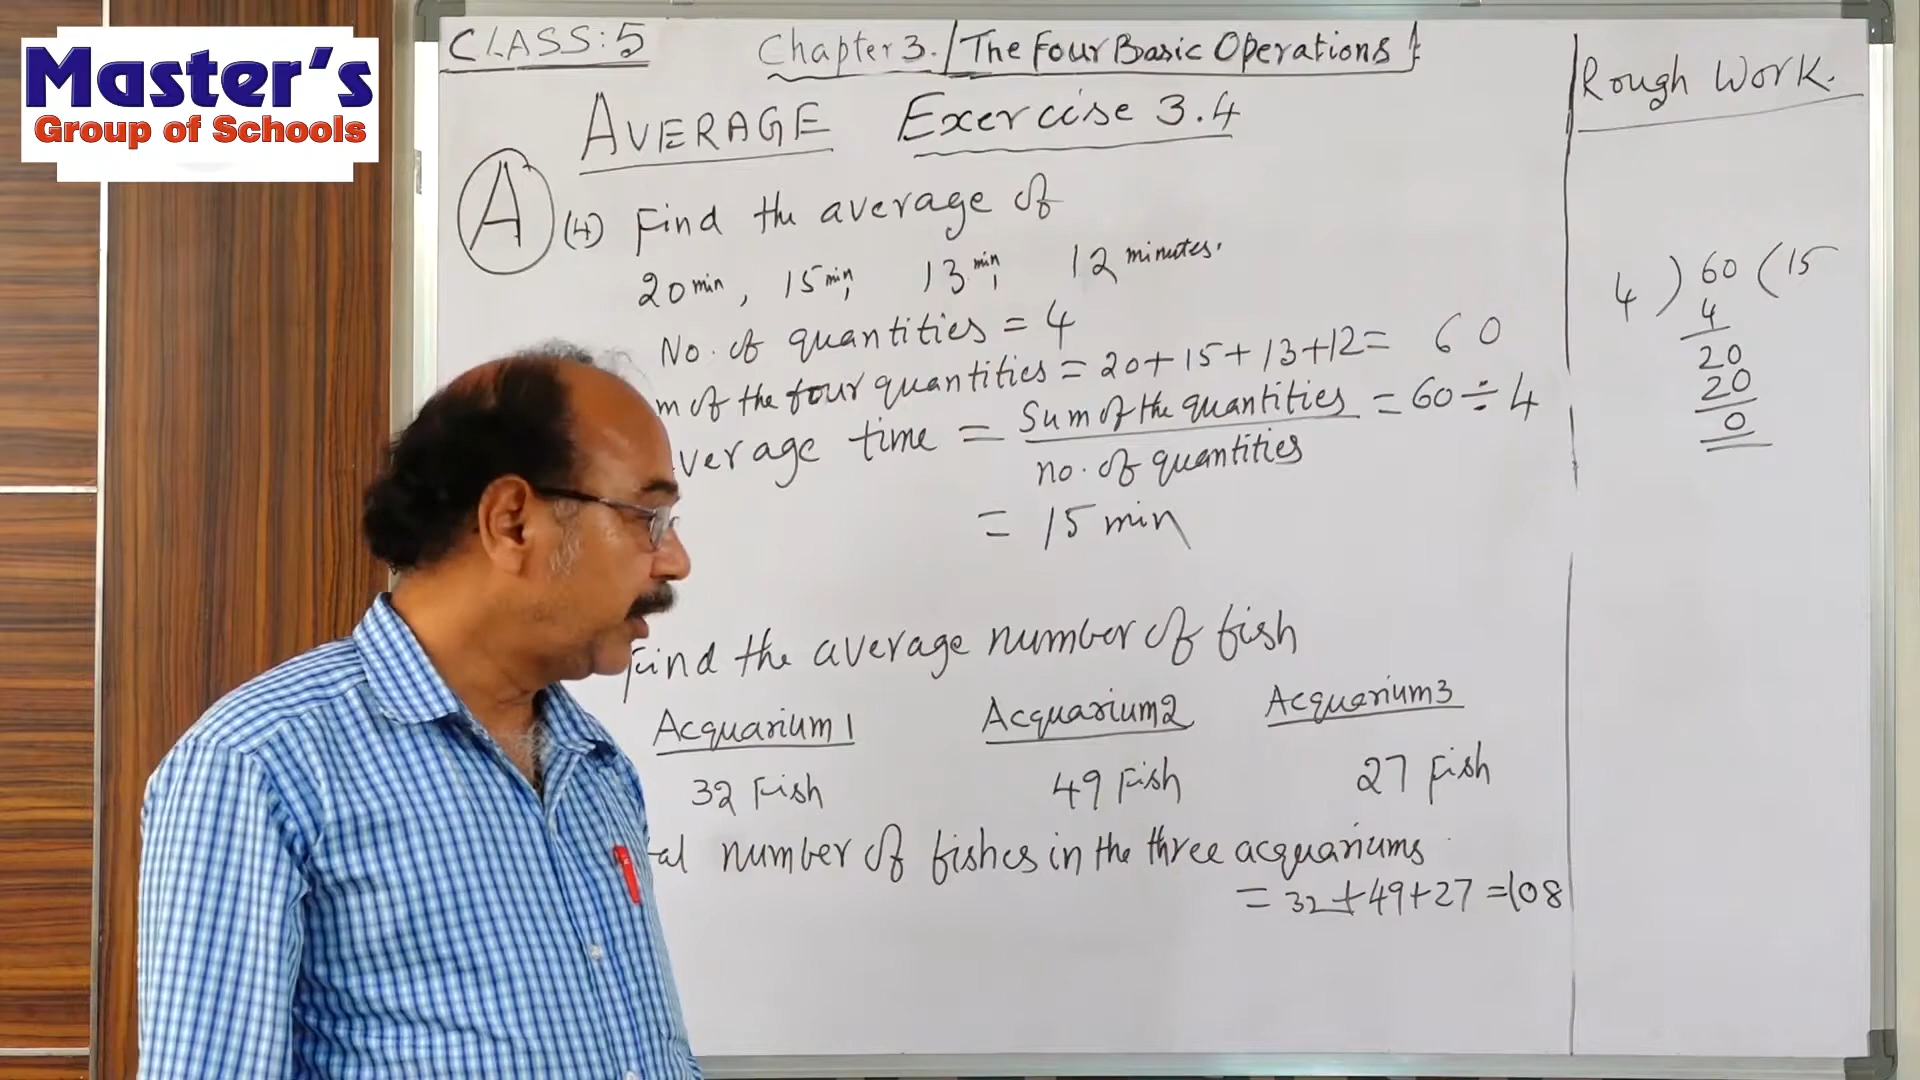 Master's
Group of Schools
CLASS: 5 Chapter 3. / The Four Basic Operations
Rough Work.
AVERAGE Exercise 3.4
A (4) Find the average of
20 min, 15 min, 13 min, 12 minutes.
No. of quantities = 4
m of the four quantities = 20 + 15 + 13 + 12 = 60
verage time = Sum of the quantities = 60 ÷ 4
no. of quantities
= 15 min
4 ) 60 ( 15
4
20
20
0
Find the average number of fish
Acquarium 1 Acquarium 2 Acquarium 3
32 Fish 49 Fish 27 Fish
tal number of fishes in the three acquariums
= 32 + 49 + 27 = 108